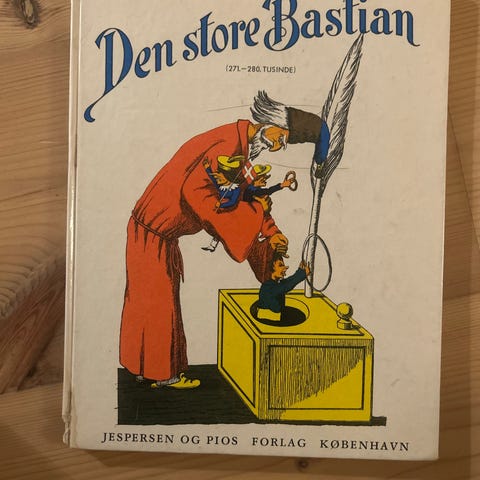 Den store Bastian
(271.—280. TUSINDE)
JESPERSEN OG PIOS FORLAG KØBENHAVN